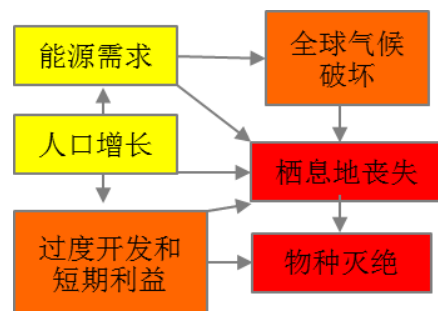 能源需求
全球气候
破坏
人口增长
栖息地丧失
过度开发和
短期利益
物种灭绝